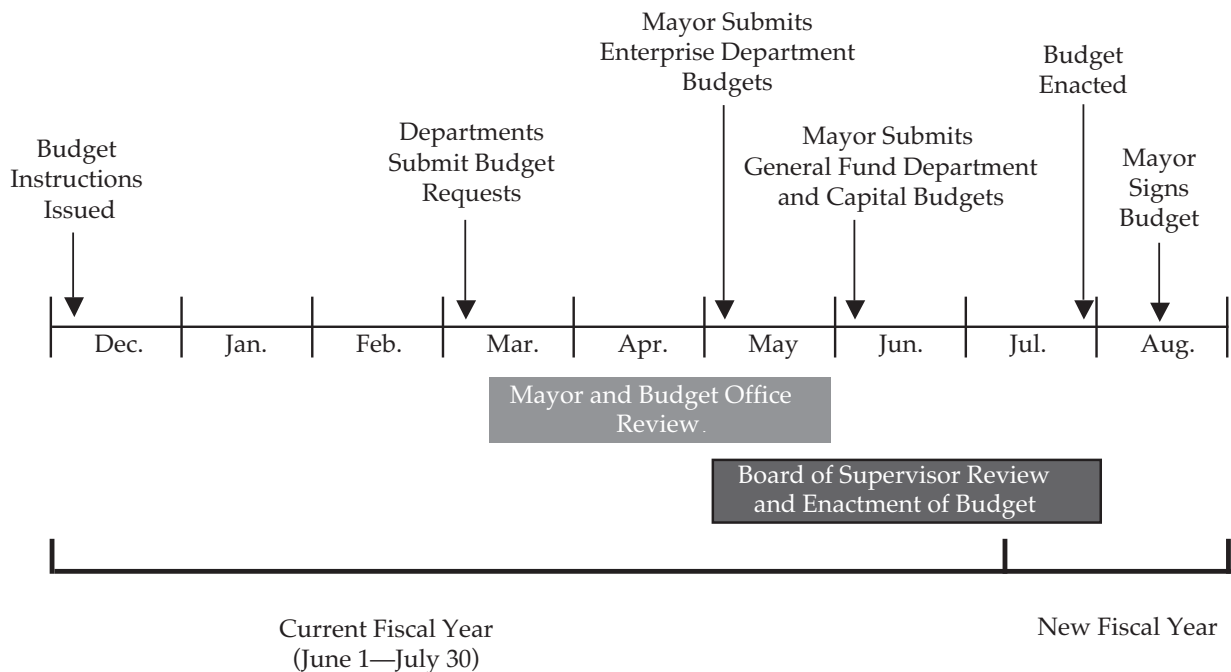 Budget
Instructions
Issued
Departments
Submit Budget
Requests
Mayor Submits
Enterprise Department
Budgets
Mayor Submits
General Fund Department
and Capital Budgets
Budget
Enacted
Mayor
Signs
Budget
Dec. Jan. Feb. Mar. Apr. May Jun. Jul. Aug.
Mayor and Budget Office
Review.
Board of Supervisor Review
and Enactment of Budget
Current Fiscal Year
(June 1—July 30)
New Fiscal Year